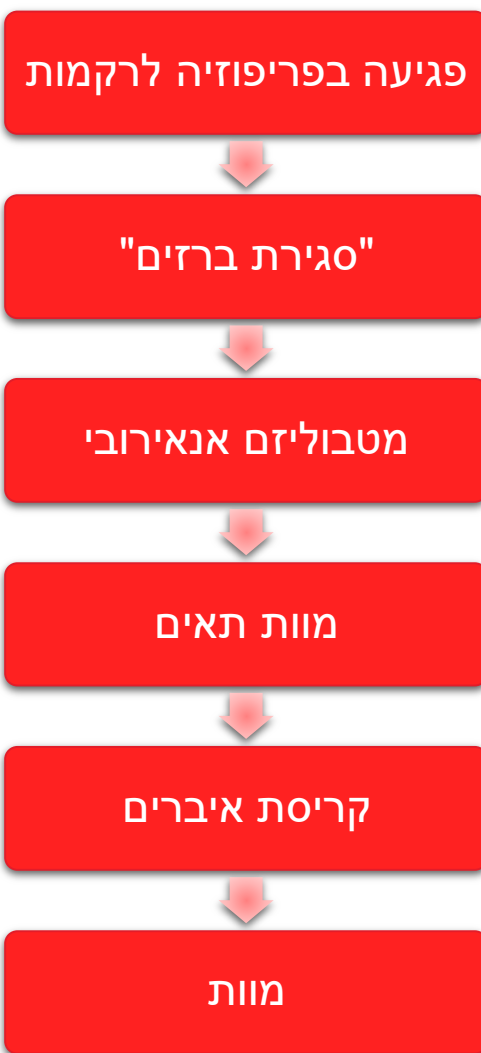 פגיעה בפריפוזיה לרקמות
"סגירת ברזים"
מטבוליזם אנאירובי
מוות תאים
קריסת איברים
מוות